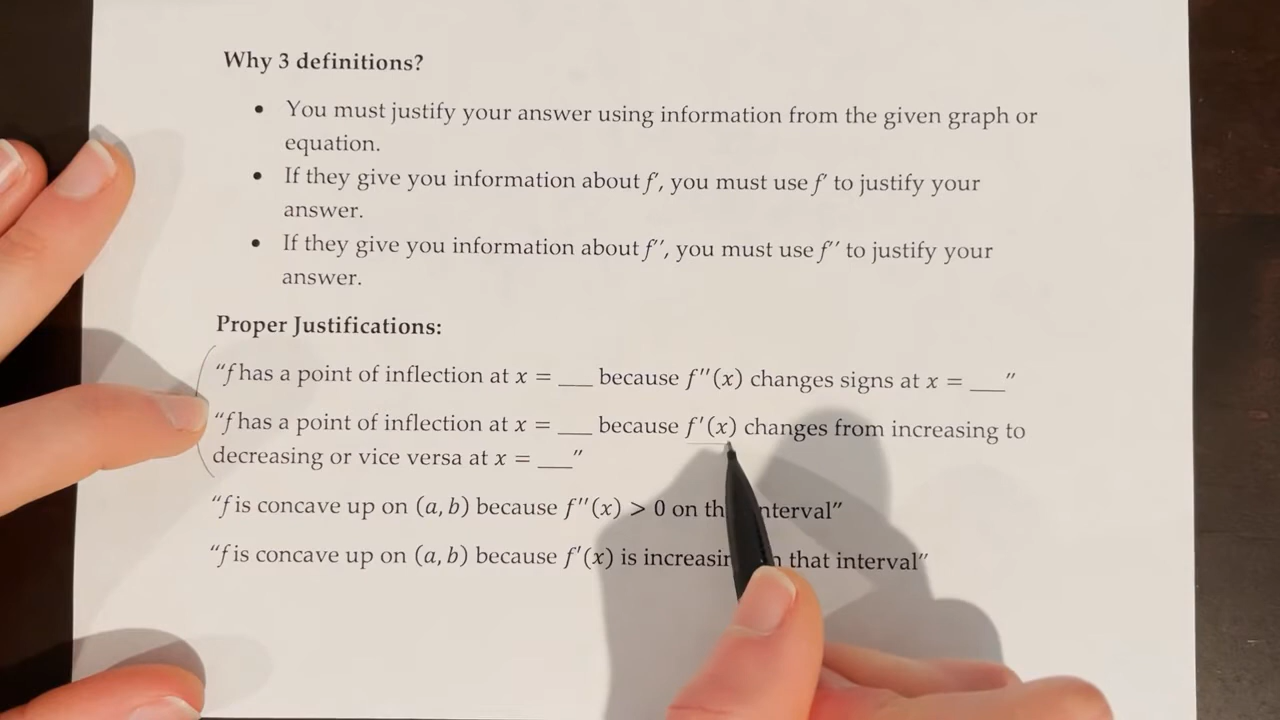 Why 3 definitions?
• You must justify your answer using information from the given graph or
equation.
• If they give you information about f′, you must use f′ to justify your
answer.
• If they give you information about f′′, you must use f′′ to justify your
answer.
Proper Justifications:
“f has a point of inflection at x = ___ because f′′(x) changes signs at x = ___”
“f has a point of inflection at x = ___ because f′(x) changes from increasing to
decreasing or vice versa at x = ___”
“f is concave up on (a, b) because f′′(x) > 0 on interval”
“f is concave up on (a, b) because f′(x) is that interval”